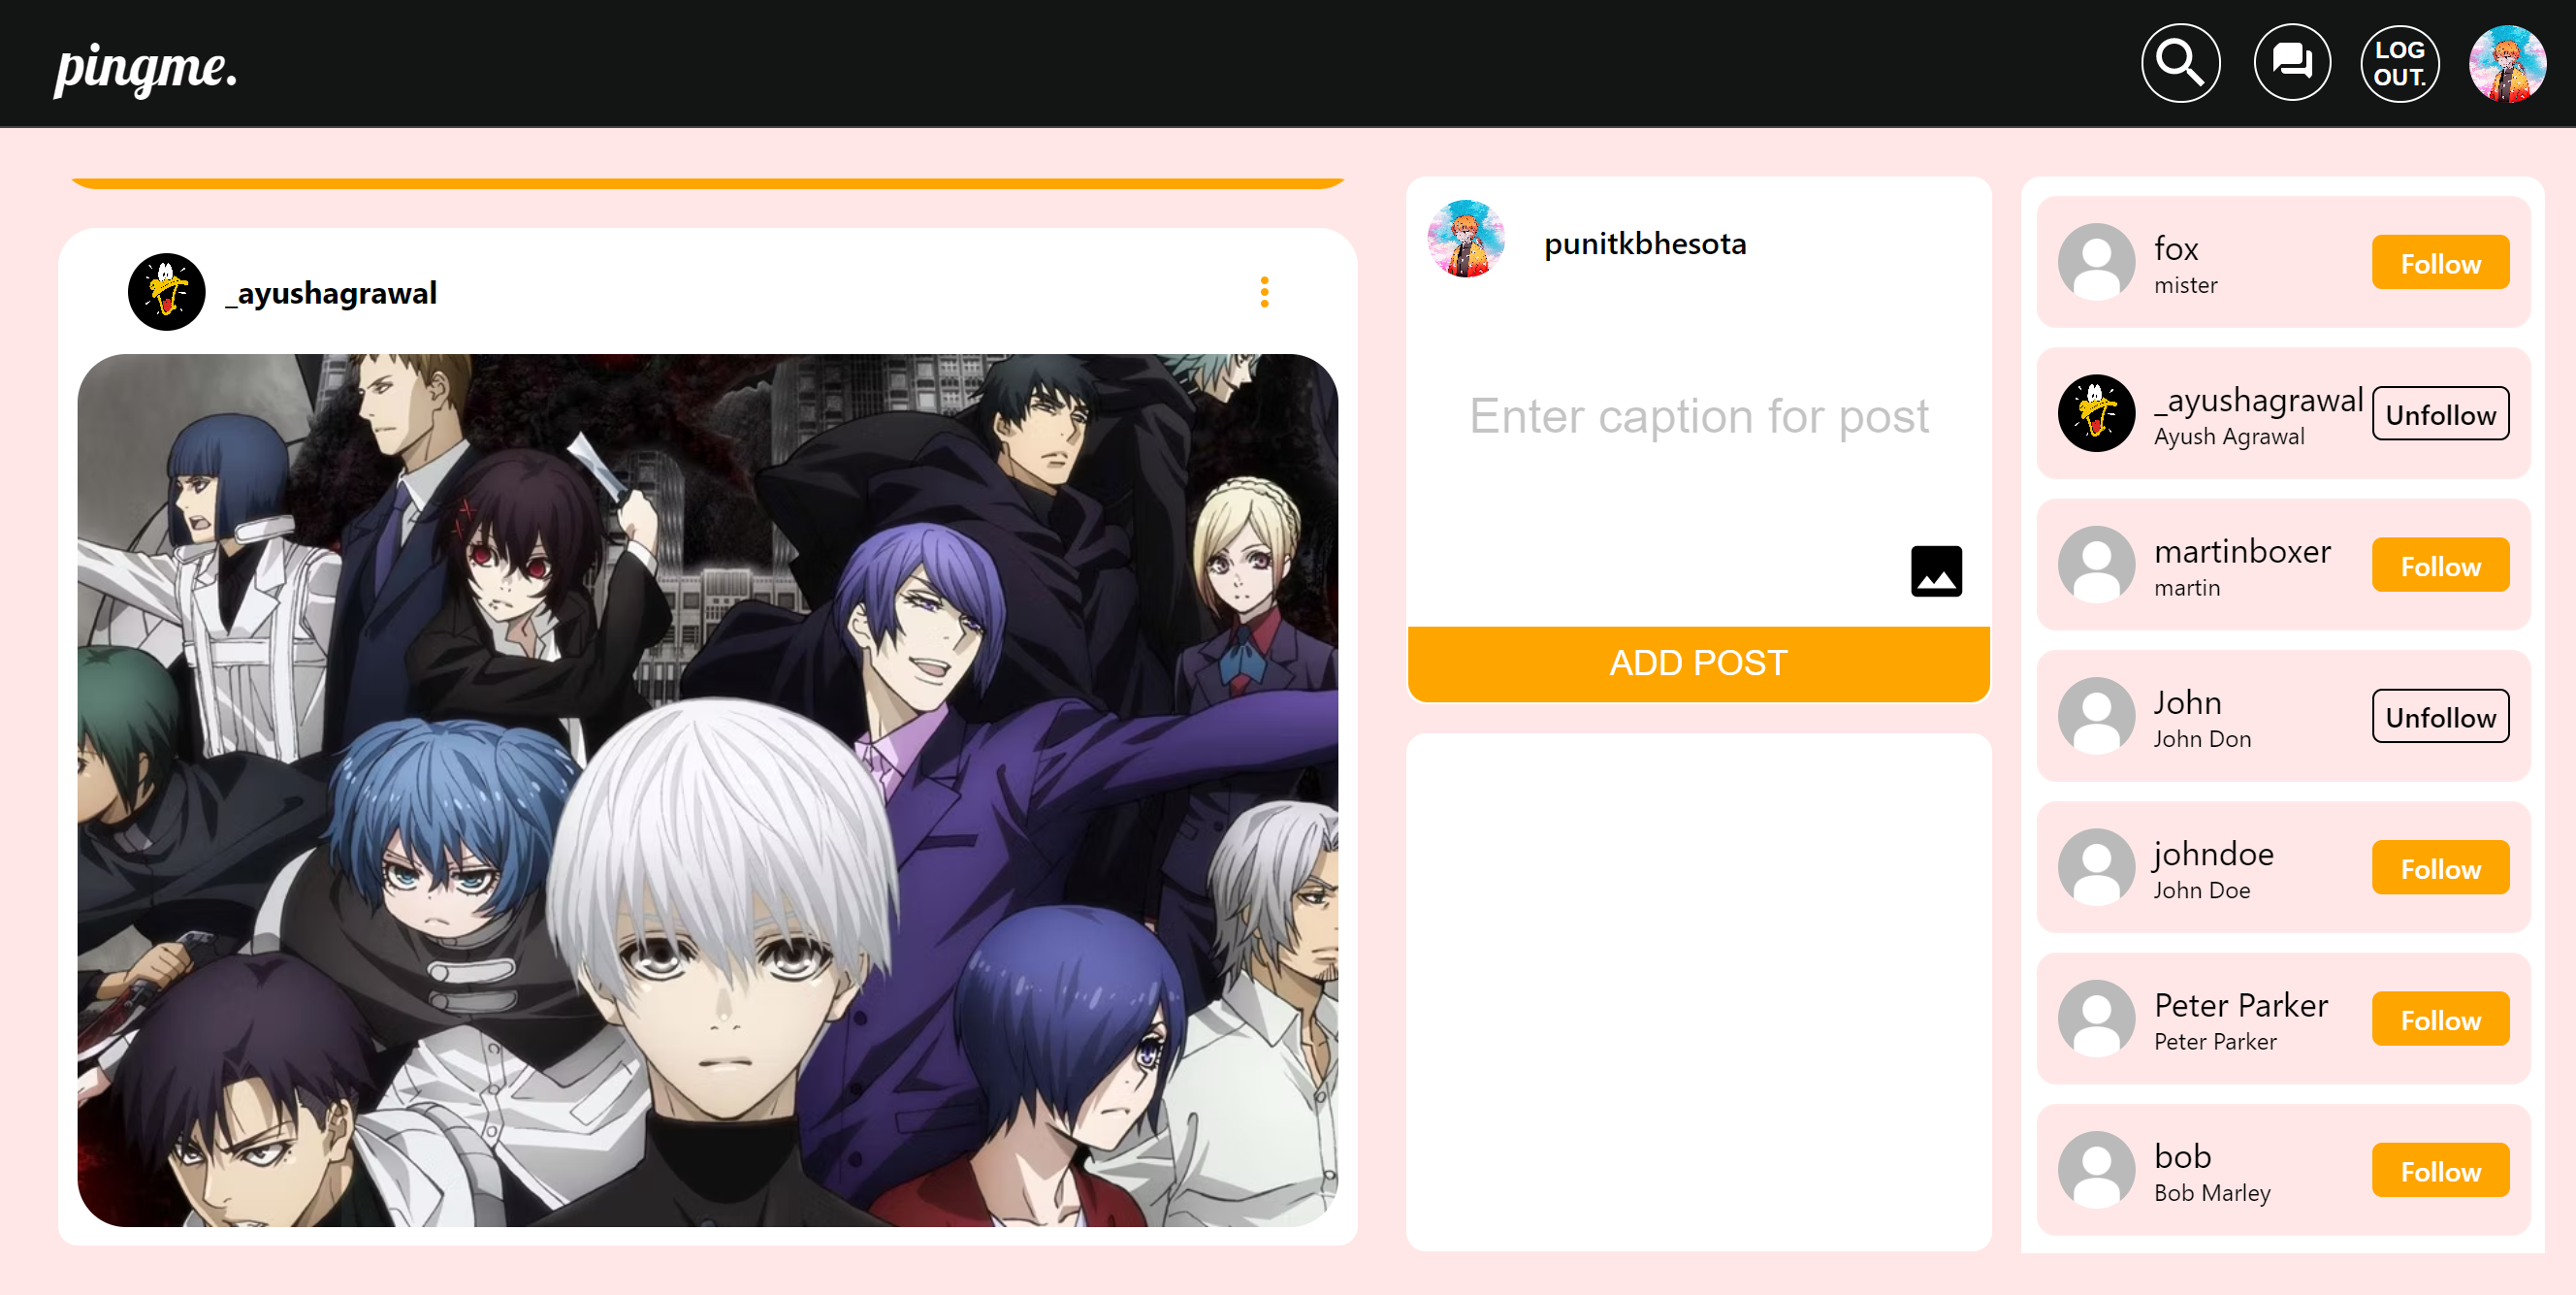 pingme.
LOG
OUT.
_ayushagrawal
punitkbhesota
Enter caption for post
ADD POST
fox
mister
Follow
_ayushagrawal
Ayush Agrawal
Unfollow
martinboxer
martin
Follow
John
John Don
Unfollow
johndoe
John Doe
Follow
Peter Parker
Peter Parker
Follow
bob
Bob Marley
Follow